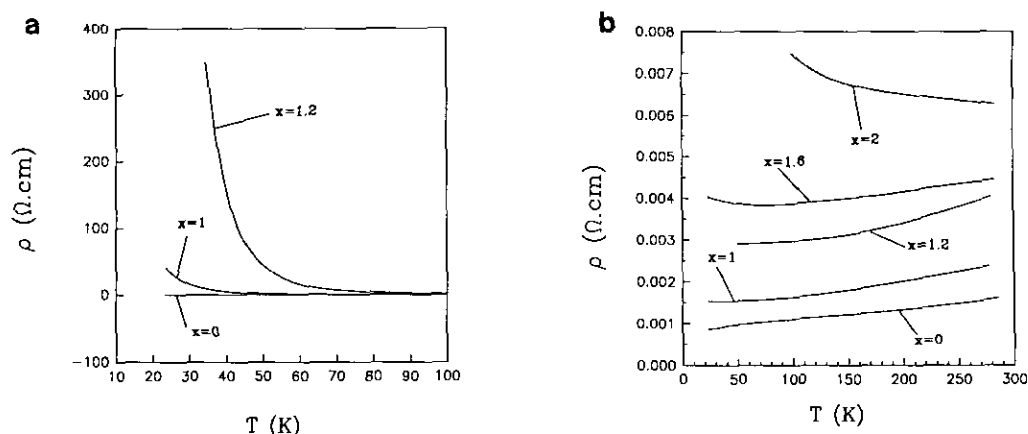 a
400
300
200
100
0
−100
10 20 30 40 50 60 70 80 90 100
ρ (Ω.cm)
T (K)
x=1.2
x=1
x=0
b
0.008
0.007
0.006
0.005
0.004
0.003
0.002
0.001
0.000
0 50 100 150 200 250 300
ρ (Ω.cm)
T (K)
x=2
x=1.6
x=1.2
x=1
x=0